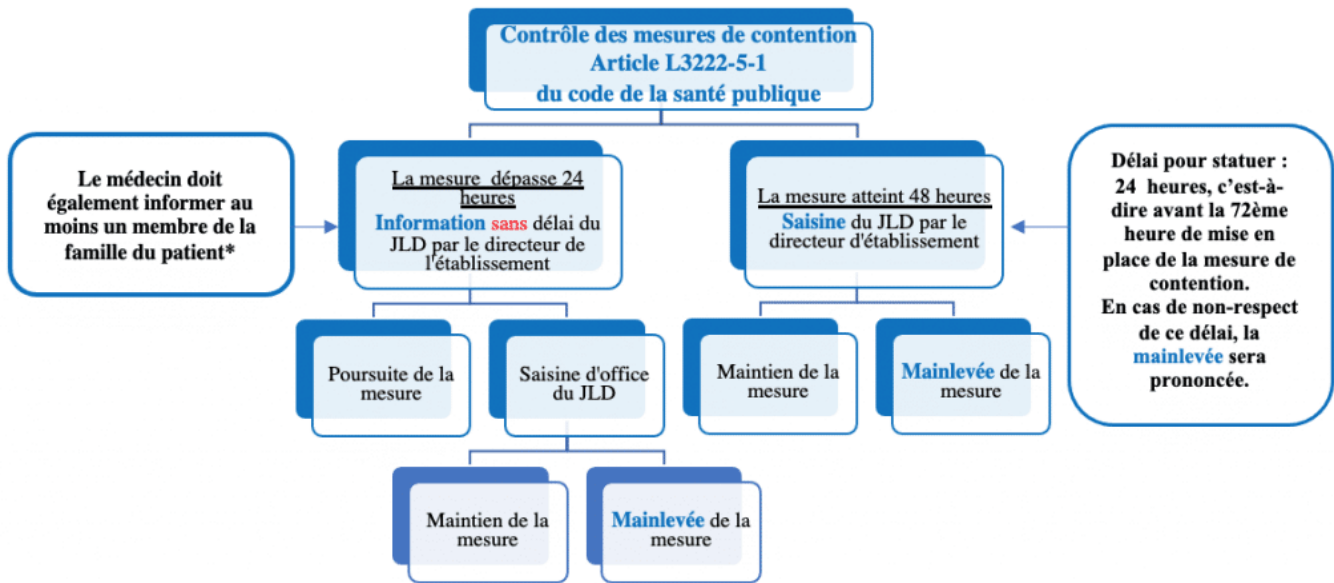 Contrôle des mesures de contention
Article L3222-5-1
du code de la santé publique
Le médecin doit
également informer au
moins un membre de la
famille du patient*
La mesure dépasse 24
heures
Information sans délai du
JLD par le directeur de
l'établissement
La mesure atteint 48 heures
Saisine du JLD par le
directeur d'établissement
Délai pour statuer :
24 heures, c’est-à-
dire avant la 72ème
heure de mise en
place de la mesure de
contention.
En cas de non-respect
de ce délai, la
mainlevée sera
prononcée.
Poursuite de la
mesure
Saisine d'office
du JLD
Maintien de la
mesure
Mainlevée de la
mesure
Maintien de la
mesure
Mainlevée de la
mesure